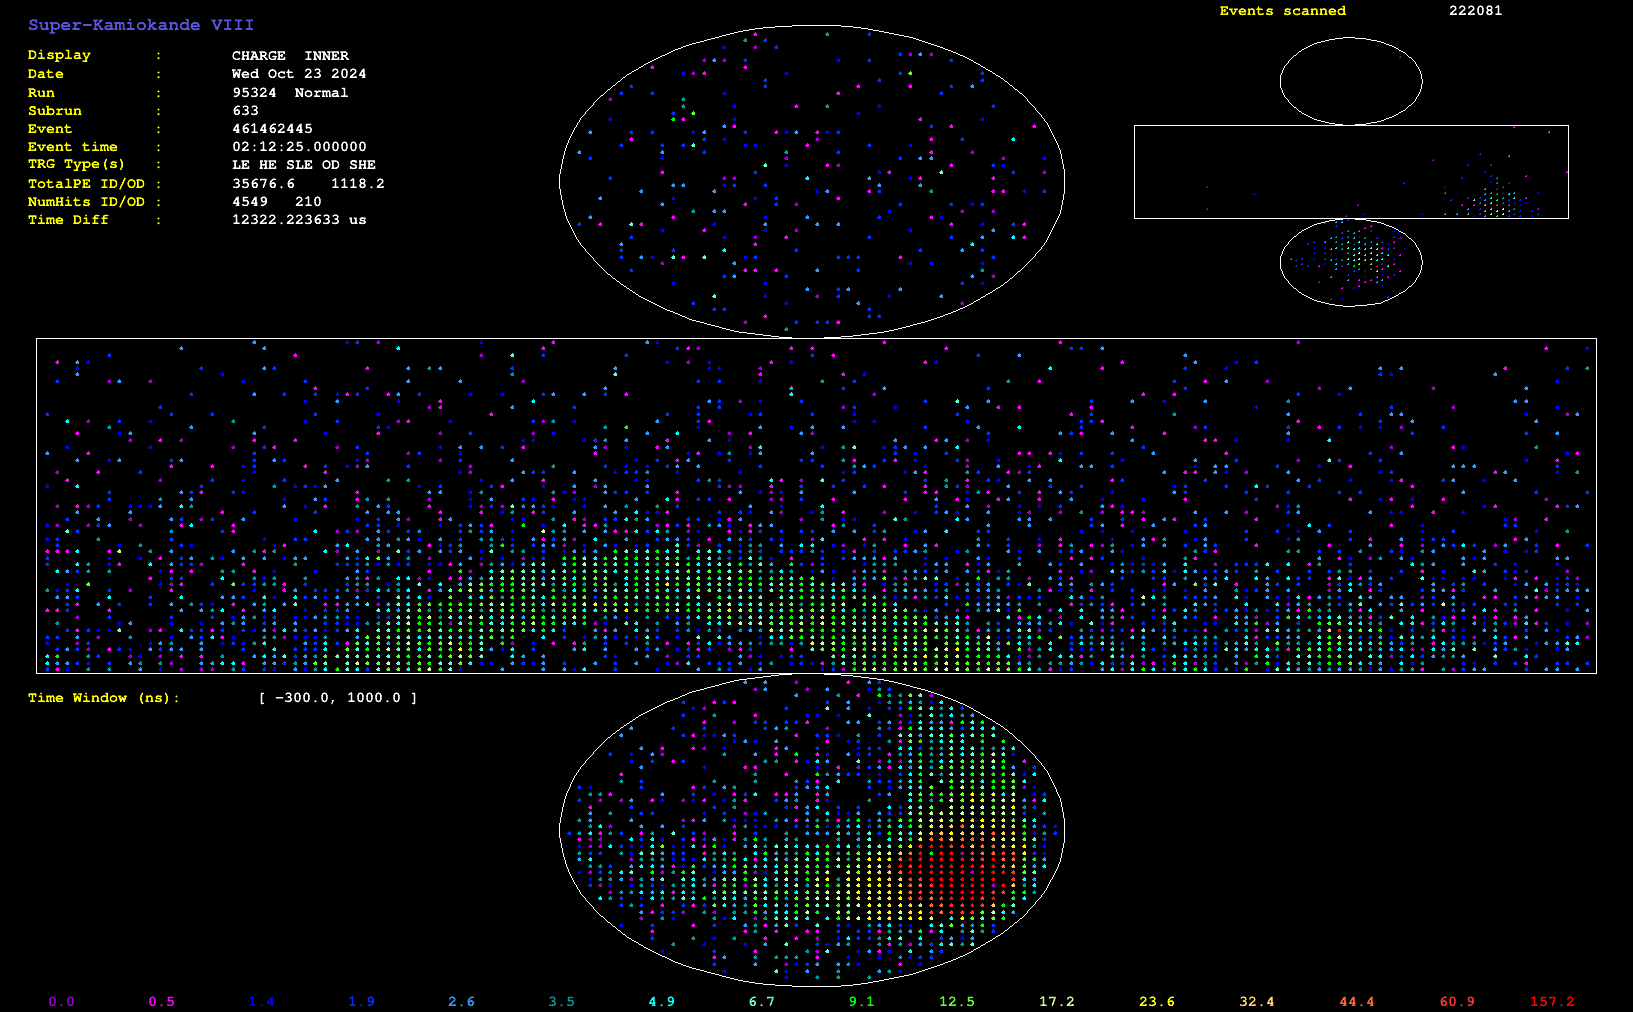 Super-Kamiokande VIII
Events scanned 222081
Display : CHARGE INNER
Date : Wed Oct 23 2024
Run : 95324 Normal
Subrun : 633
Event : 461462445
Event time : 02:12:25.000000
TRG Type(s) : LE HE SLE OD SHE
TotalPE ID/OD : 35676.6 1118.2
NumHits ID/OD : 4549 210
Time Diff : 12322.223633 us
Time Window (ns): [ −300.0, 1000.0 ]
0.0 0.5 1.4 1.9 2.6 3.5 4.9 6.7 9.1 12.5 17.2 23.6 32.4 44.4 60.9 157.2